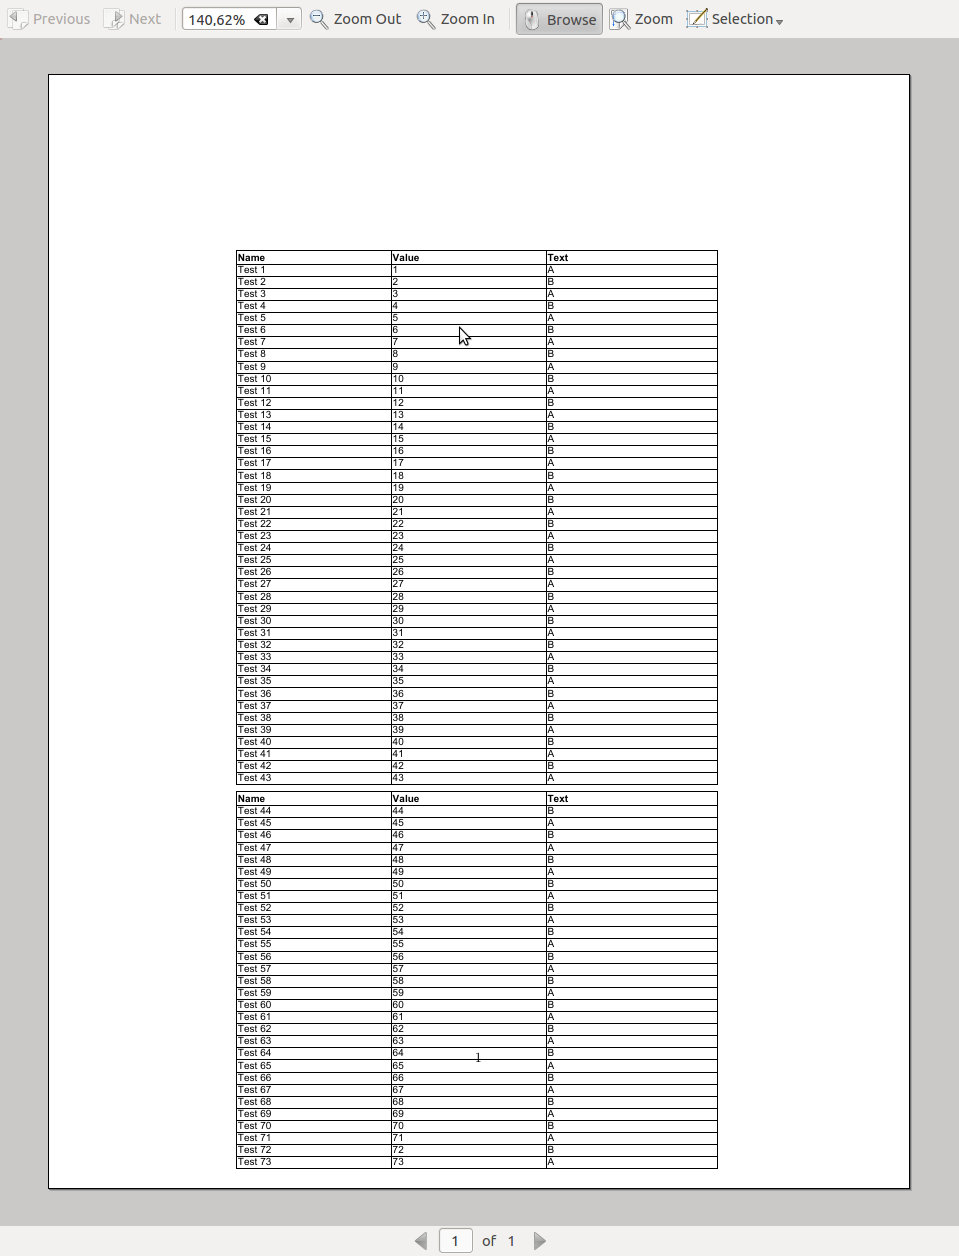 Previous Next 140,62% Zoom Out Zoom In Browse Zoom Selection
Name Value Text
Test 1 1 A
Test 2 2 B
Test 3 3 A
Test 4 4 B
Test 5 5 A
Test 6 6 B
Test 7 7 A
Test 8 8 B
Test 9 9 A
Test 10 10 B
Test 11 11 A
Test 12 12 B
Test 13 13 A
Test 14 14 B
Test 15 15 A
Test 16 16 B
Test 17 17 A
Test 18 18 B
Test 19 19 A
Test 20 20 B
Test 21 21 A
Test 22 22 B
Test 23 23 A
Test 24 24 B
Test 25 25 A
Test 26 26 B
Test 27 27 A
Test 28 28 B
Test 29 29 A
Test 30 30 B
Test 31 31 A
Test 32 32 B
Test 33 33 A
Test 34 34 B
Test 35 35 A
Test 36 36 B
Test 37 37 A
Test 38 38 B
Test 39 39 A
Test 40 40 B
Test 41 41 A
Test 42 42 B
Test 43 43 A
Name Value Text
Test 44 44 B
Test 45 45 A
Test 46 46 B
Test 47 47 A
Test 48 48 B
Test 49 49 A
Test 50 50 B
Test 51 51 A
Test 52 52 B
Test 53 53 A
Test 54 54 B
Test 55 55 A
Test 56 56 B
Test 57 57 A
Test 58 58 B
Test 59 59 A
Test 60 60 B
Test 61 61 A
Test 62 62 B
Test 63 63 A
Test 64 64 1 B
Test 65 65 A
Test 66 66 B
Test 67 67 A
Test 68 68 B
Test 69 69 A
Test 70 70 B
Test 71 71 A
Test 72 72 B
Test 73 73 A
1 of 1